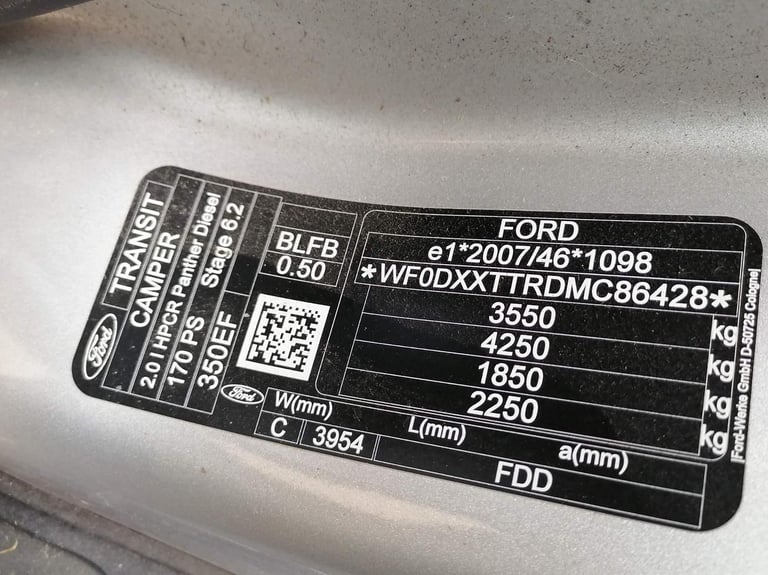 Ford
TRANSIT
CAMPER
2.0 l HPCR Panther Diesel
170 PS Stage 6.2
350EF
BLFB
0.50
Ford
FORD
e1*2007/46*1098
*WF0DXXTTRDMC86428*
3550 kg
4250 kg
1850 kg
2250 kg
W(mm) L(mm) a(mm)
C 3954 FDD
Ford-Werke GmbH D-50725 Cologne